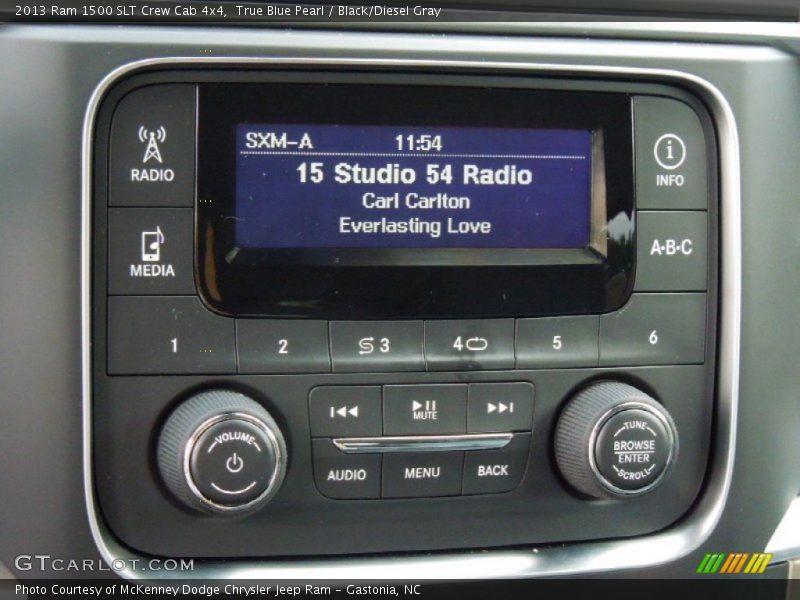 2013 Ram 1500 SLT Crew Cab 4x4,  True Blue Pearl / Black/Diesel Gray
RADIO
SXM-A 11:54
15 Studio 54 Radio
Carl Carlton
Everlasting Love
i
INFO
MEDIA
A·B·C
1 2 3 4 5 6
MUTE
VOLUME
AUDIO MENU BACK
TUNE
BROWSE
ENTER
SCROLL
GTCARLOT.COM
Photo Courtesy of McKenney Dodge Chrysler Jeep Ram – Gastonia, NC